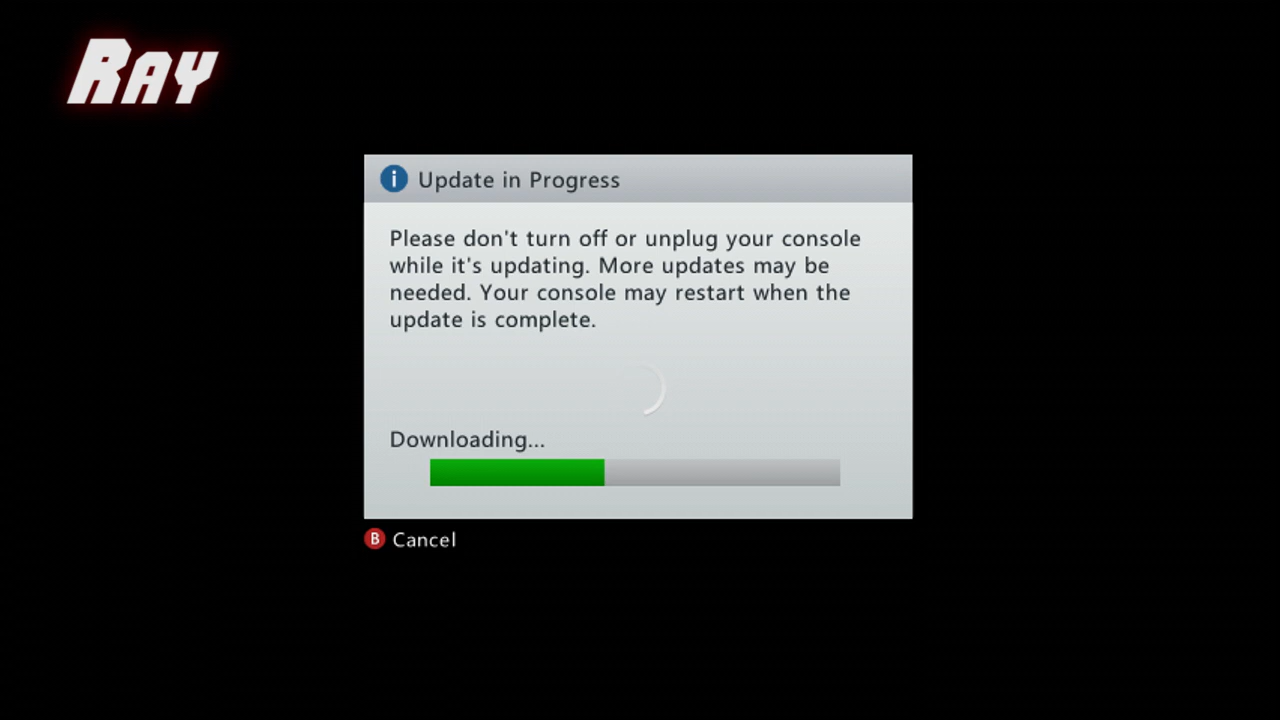 RAY
Update in Progress
Please don't turn off or unplug your console
while it's updating. More updates may be
needed. Your console may restart when the
update is complete.
Downloading...
B Cancel